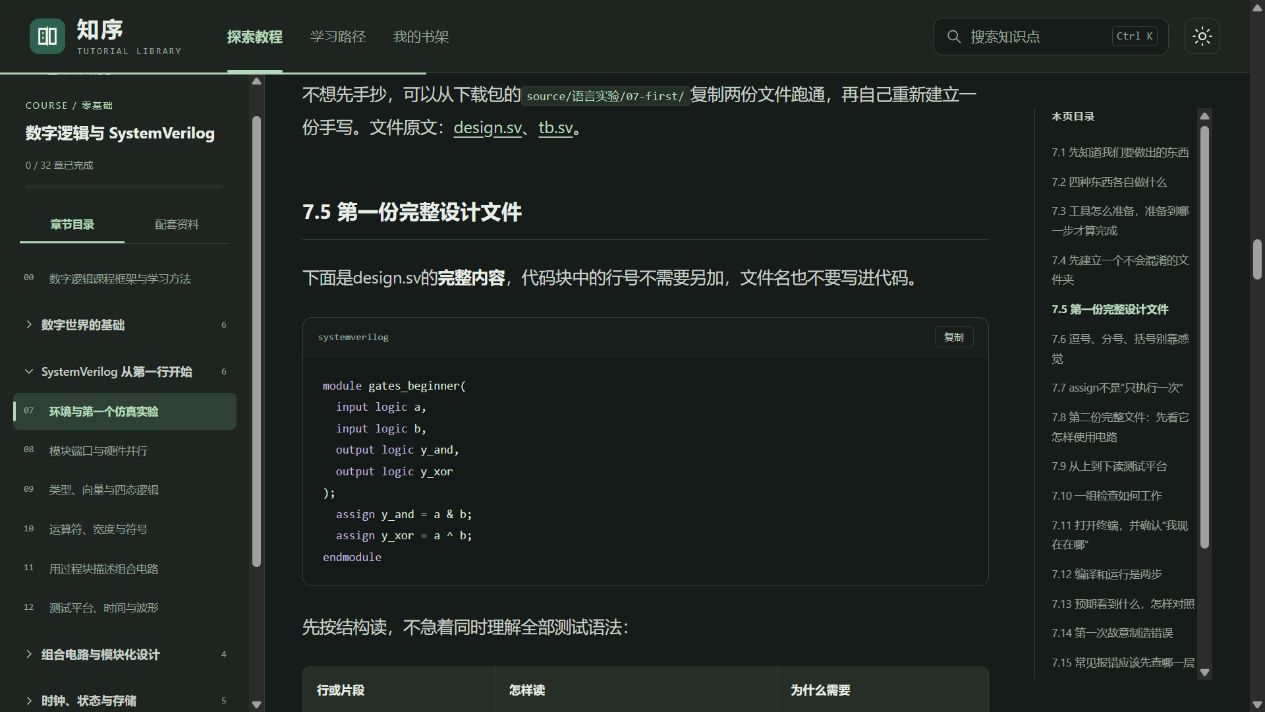 知序
TUTORIAL LIBRARY
探索教程
学习路径
我的书架
搜索知识点
Ctrl K
COURSE / 零基础
数字逻辑与 SystemVerilog
0 / 32 章已完成
章节目录
配套资料
00 数字逻辑课程框架与学习方法
数字世界的基础 6
SystemVerilog 从第一行开始 6
07 环境与第一个仿真实验
08 模块端口与硬件并行
09 类型、向量与四态逻辑
10 运算符、宽度与符号
11 用过程块描述组合电路
12 测试平台、时间与波形
组合电路与模块化设计 4
时钟、状态与存储 5
不想先手抄，可以从下载包的 source/语言实验/07-first/ 复制两份文件跑通，再自己重新建立一
份手写。文件原文：design.sv、tb.sv。
7.5 第一份完整设计文件
下面是design.sv的完整内容，代码块中的行号不需要另加，文件名也不要写进代码。
systemverilog
复制
module gates_beginner(
input logic a,
input logic b,
output logic y_and,
output logic y_xor
);
assign y_and = a & b;
assign y_xor = a ^ b;
endmodule
先按结构读，不急着同时理解全部测试语法：
行或片段
怎样读
为什么需要
本页目录
7.1 先知道我们要做出的东西
7.2 四种东西各自做什么
7.3 工具怎么准备，准备到哪
一步才算完成
7.4 先建立一个不会混淆的文
件夹
7.5 第一份完整设计文件
7.6 逗号、分号、括号别靠感
觉
7.7 assign不是“只执行一次”
7.8 第二份完整文件：先看它
怎样使用电路
7.9 从上到下读测试平台
7.10 一组检查如何工作
7.11 打开终端，并确认“我现
在在哪”
7.12 编译和运行是两步
7.13 预期看到什么，怎样对照
7.14 第一次故意制造错误
7.15 常见报错应该先查哪一层